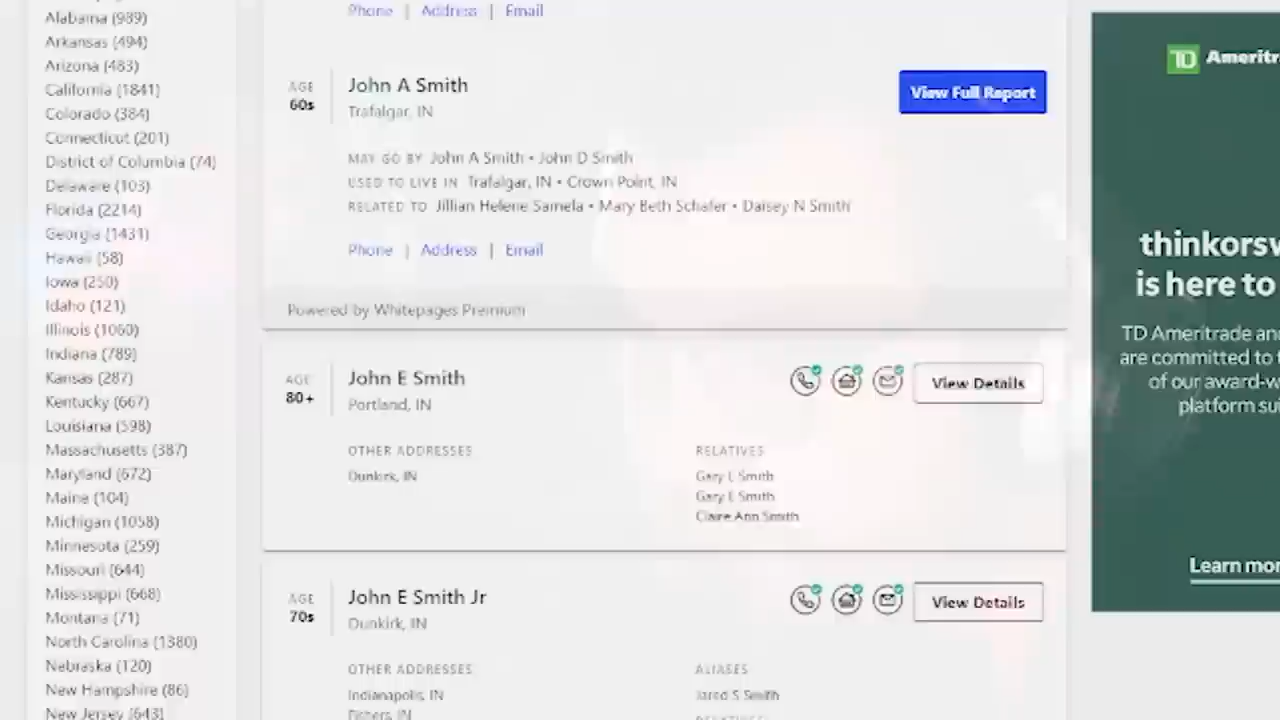 Alabama (989)
Arkansas (494)
Arizona (483)
California (1841)
Colorado (384)
Connecticut (201)
District of Columbia (74)
Delaware (103)
Florida (2214)
Georgia (1431)
Hawaii (58)
Iowa (250)
Idaho (121)
Illinois (1060)
Indiana (789)
Kansas (287)
Kentucky (667)
Louisiana (598)
Massachusetts (387)
Maryland (672)
Maine (104)
Michigan (1058)
Minnesota (259)
Missouri (644)
Mississippi (668)
Montana (71)
North Carolina (1380)
Nebraska (120)
New Hampshire (86)
New Jersey (643)
Phone | Address | Email
AGE
60s
John A Smith
Trafalgar, IN
View Full Report
MAY GO BY John A Smith • John D Smith
USED TO LIVE IN Trafalgar, IN • Crown Point, IN
RELATED TO Jillian Helene Samela • Mary Beth Schafer • Daisey N Smith
Phone | Address | Email
Powered by Whitepages Premium
AGE
80+
John E Smith
Portland, IN
View Details
OTHER ADDRESSES
Dunkirk, IN
RELATIVES
Gary L Smith
Gary L Smith
Claire Ann Smith
AGE
70s
John E Smith Jr
Dunkirk, IN
View Details
OTHER ADDRESSES
Indianapolis, IN
Fishers, IN
ALIASES
Jared S Smith
TD Ameritr
thinkorsw
is here to
TD Ameritrade and
are committed to t
of our award-w
platform sui
Learn mor